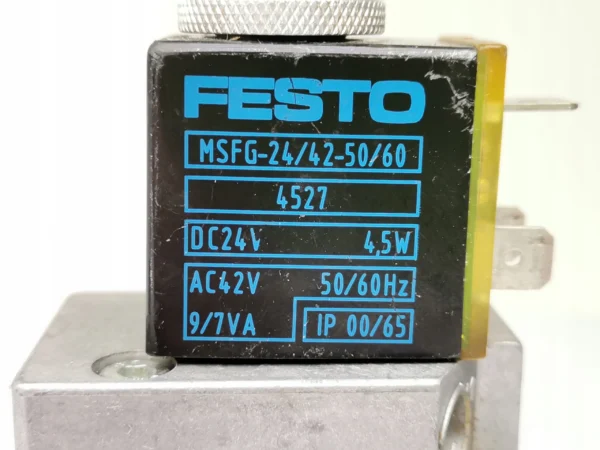 FESTO
MSFG-24/42-50/60
4527
DC24V 4,5W
AC42V 50/60Hz
9/7VA IP 00/65